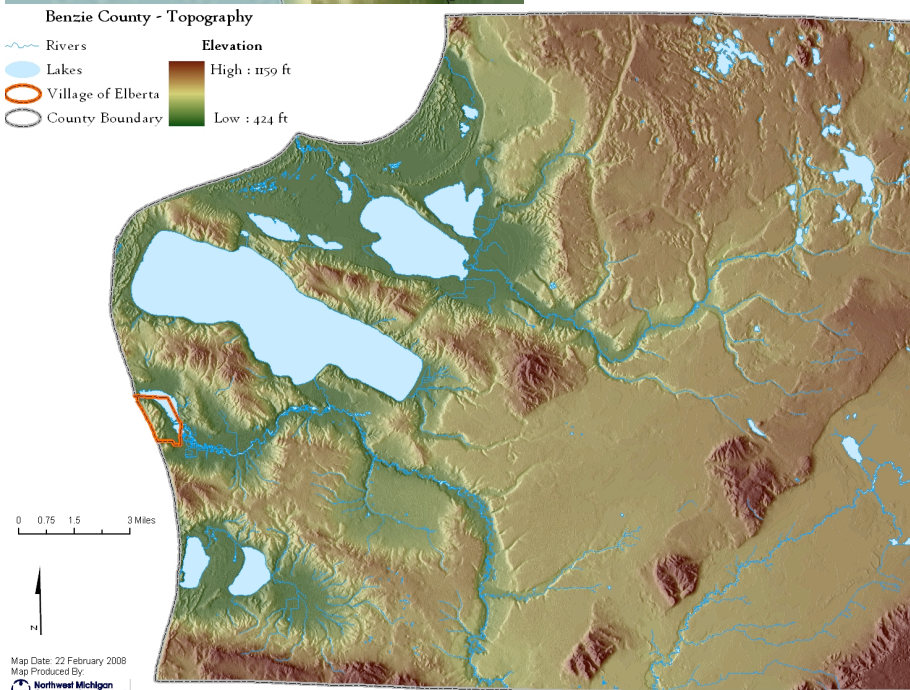 Benzie County - Topography
Rivers
Elevation
Lakes
High : 1159 ft
Village of Elberta
County Boundary
Low : 424 ft
0 0.75 1.5 3 Miles
N
Map Date: 22 February 2008
Map Produced By:
Northwest Michigan